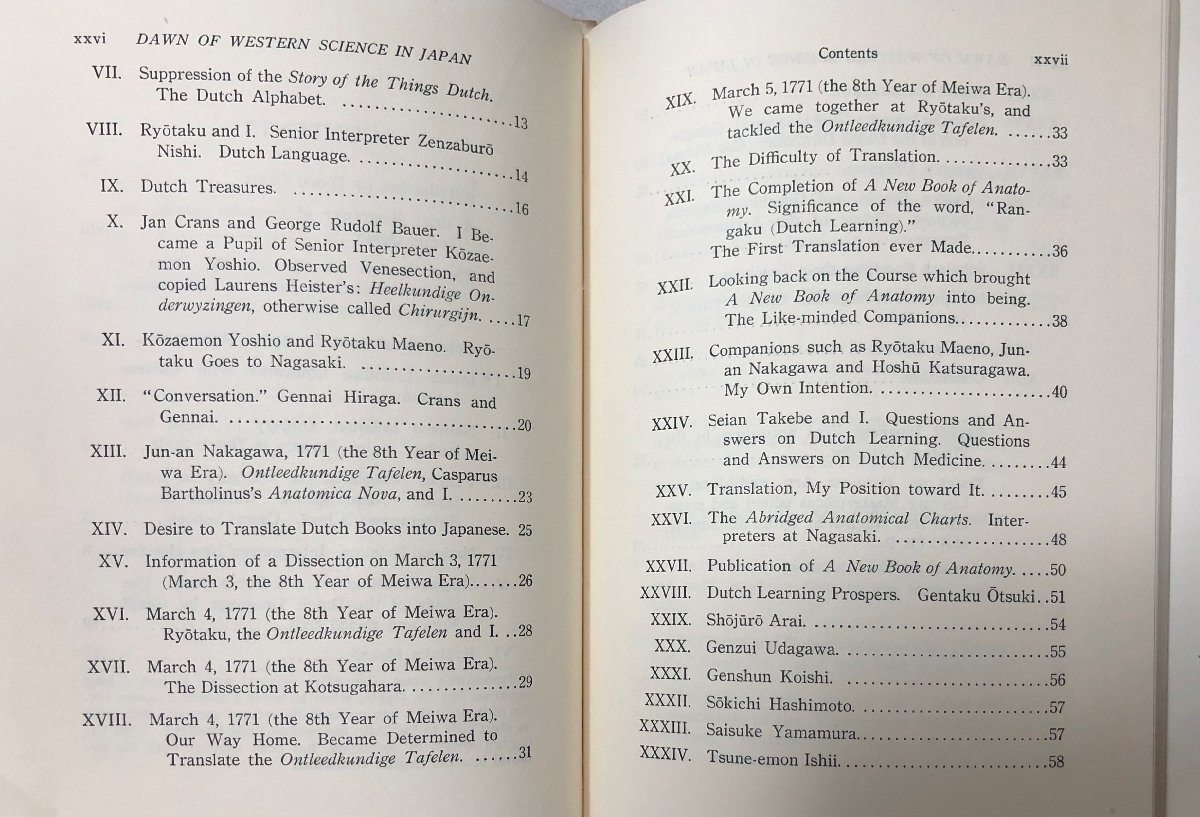 xxvi DAWN OF WESTERN SCIENCE IN JAPAN
VII. Suppression of the Story of the Things Dutch.
The Dutch Alphabet. ....................13
VIII. Ryōtaku and I. Senior Interpreter Zenzaburō
Nishi. Dutch Language. ..................14
IX. Dutch Treasures. ..........................16
X. Jan Crans and George Rudolf Bauer. I Be-
came a Pupil of Senior Interpreter Kōzae-
mon Yoshio. Observed Venesection, and
copied Laurens Heister's: Heelkundige On-
derwyzingen, otherwise called Chirurgijn. ....17
XI. Kōzaemon Yoshio and Ryōtaku Maeno. Ryō-
taku Goes to Nagasaki. ..................19
XII. "Conversation." Gennai Hiraga. Crans and
Gennai. .................................20
XIII. Jun-an Nakagawa, 1771 (the 8th Year of Mei-
wa Era). Ontleedkundige Tafelen, Casparus
Bartholinus's Anatomica Nova, and I. ........23
XIV. Desire to Translate Dutch Books into Japanese. 25
XV. Information of a Dissection on March 3, 1771
(March 3, the 8th Year of Meiwa Era).......26
XVI. March 4, 1771 (the 8th Year of Meiwa Era).
Ryōtaku, the Ontleedkundige Tafelen and I. ..28
XVII. March 4, 1771 (the 8th Year of Meiwa Era).
The Dissection at Kotsugahara. ..............29
XVIII. March 4, 1771 (the 8th Year of Meiwa Era).
Our Way Home. Became Determined to
Translate the Ontleedkundige Tafelen. ......31
Contents xxvii
XIX. March 5, 1771 (the 8th Year of Meiwa Era).
We came together at Ryōtaku's, and
tackled the Ontleedkundige Tafelen. ......33
XX. The Difficulty of Translation. ..............33
XXI. The Completion of A New Book of Anato-
my. Significance of the word, "Ran-
gaku (Dutch Learning)."
The First Translation ever Made...........36
XXII. Looking back on the Course which brought
A New Book of Anatomy into being.
The Like-minded Companions.............38
XXIII. Companions such as Ryōtaku Maeno, Jun-
an Nakagawa and Hoshū Katsuragawa.
My Own Intention. .......................40
XXIV. Seian Takebe and I. Questions and An-
swers on Dutch Learning. Questions
and Answers on Dutch Medicine. ........44
XXV. Translation, My Position toward It. ........45
XXVI. The Abridged Anatomical Charts. Inter-
preters at Nagasaki. .....................48
XXVII. Publication of A New Book of Anatomy. ....50
XXVIII. Dutch Learning Prospers. Gentaku Ōtsuki..51
XXIX. Shōjūrō Arai. ..............................54
XXX. Genzui Udagawa. ..........................55
XXXI. Genshun Koishi. ..........................56
XXXII. Sōkichi Hashimoto. ........................57
XXXIII. Saisuke Yamamura.........................57
XXXIV. Tsune-emon Ishii. ..........................58